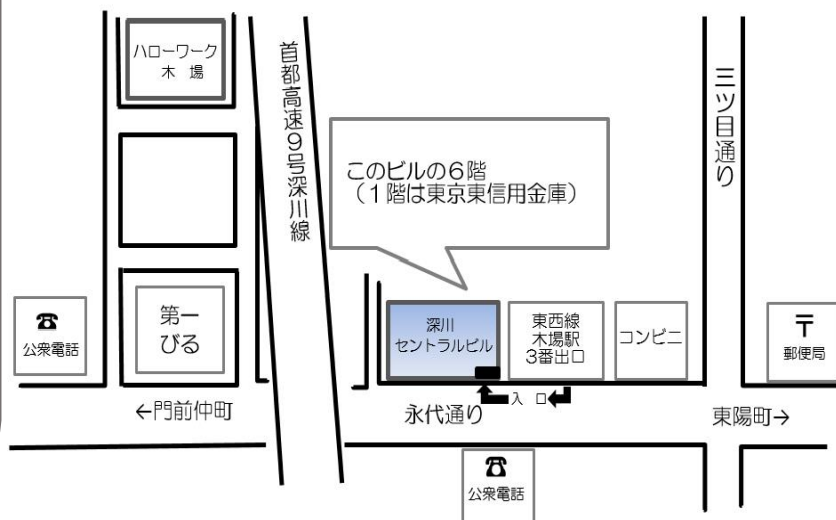 ハローワーク
木 場
首都高速9号深川線
三ツ目通り
このビルの6階
(1階は東京東信用金庫)
公衆電話
第一
びる
深川
セントラルビル
東西線
木場駅
3番出口
コンビニ
〒
郵便局
入 口
←門前仲町
永代通り
東陽町→
公衆電話